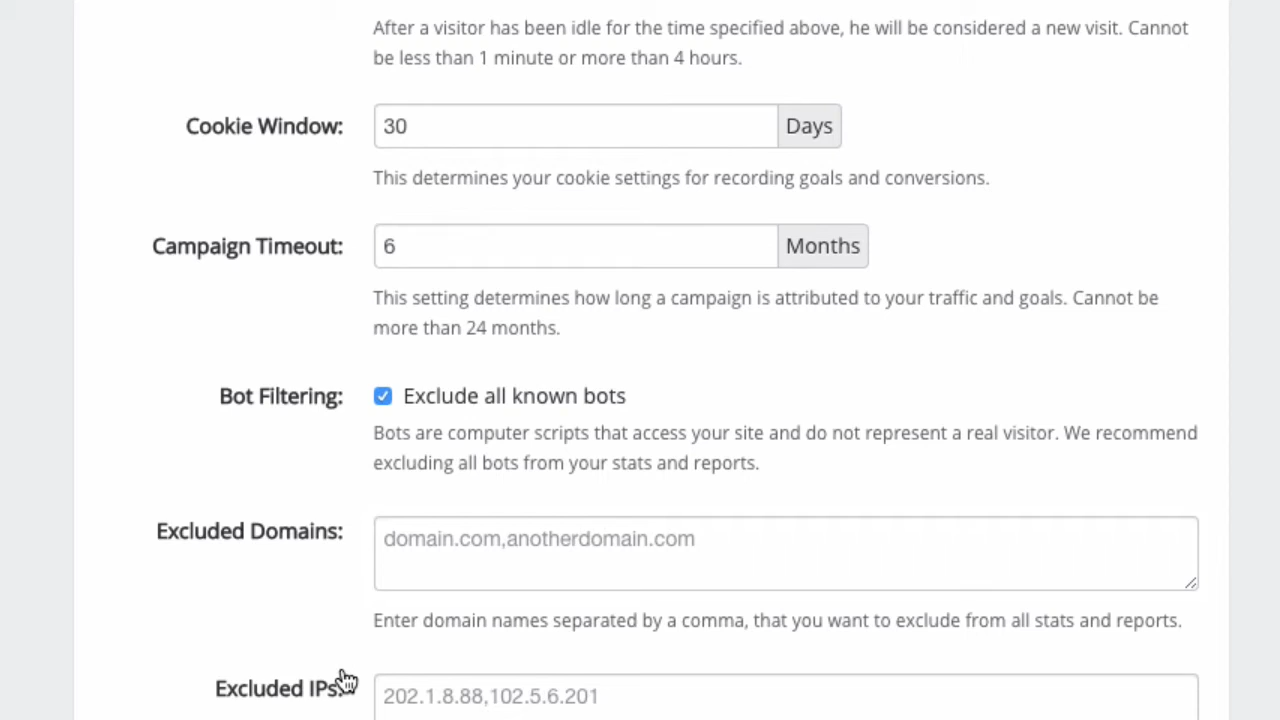 After a visitor has been idle for the time specified above, he will be considered a new visit. Cannot
be less than 1 minute or more than 4 hours.
Cookie Window: 30 Days
This determines your cookie settings for recording goals and conversions.
Campaign Timeout: 6 Months
This setting determines how long a campaign is attributed to your traffic and goals. Cannot be
more than 24 months.
Bot Filtering: Exclude all known bots
Bots are computer scripts that access your site and do not represent a real visitor. We recommend
excluding all bots from your stats and reports.
Excluded Domains: domain.com,anotherdomain.com
Enter domain names separated by a comma, that you want to exclude from all stats and reports.
Excluded IPs: 202.1.8.88,102.5.6.201